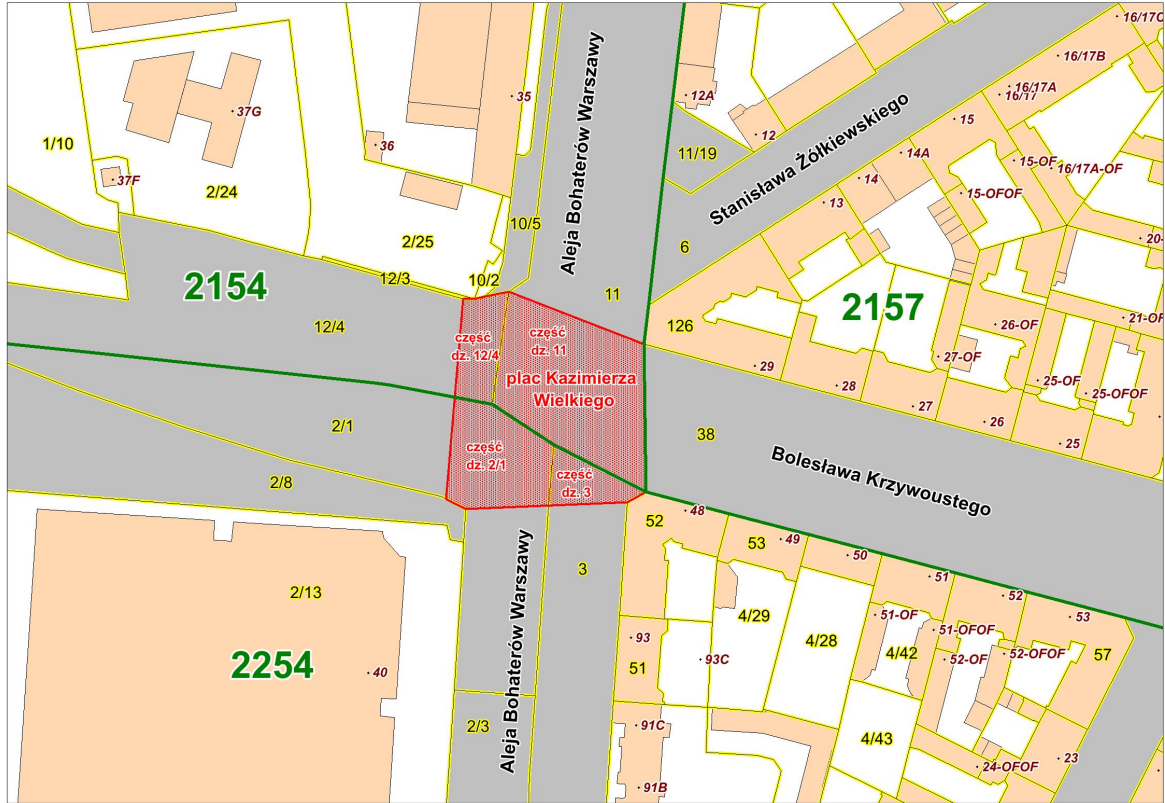 16/17C
35
16/17B
12A
16/17A
16/17
37G
15
12
1/10
36
11/19
14A
15-OF
37F
16/17A-OF
2/24
14
Stanisława Żółkiewskiego
15-OFOF
13
Aleja Bohaterów Warszawy
10/5
2/25
6
20-
12/3
10/2
2154
11
2157
21-OF
12/4
126
26-OF
część
dz. 12/4
część
dz. 11
29
27-OF
plac Kazimierza
Wielkiego
28
25-OF
25-OFOF
27
26
2/1
38
25
część
dz. 2/1
Bolesława Krzywoustego
2/8
część
dz. 3
48
52
53
49
50
Aleja Bohaterów Warszawy
3
51
2/13
52
51-OF
53
4/29
51-OFOF
93
4/28
4/42
52-OFOF
57
93C
52-OF
2254
51
40
91C
2/3
4/43
23
24-OFOF
91B